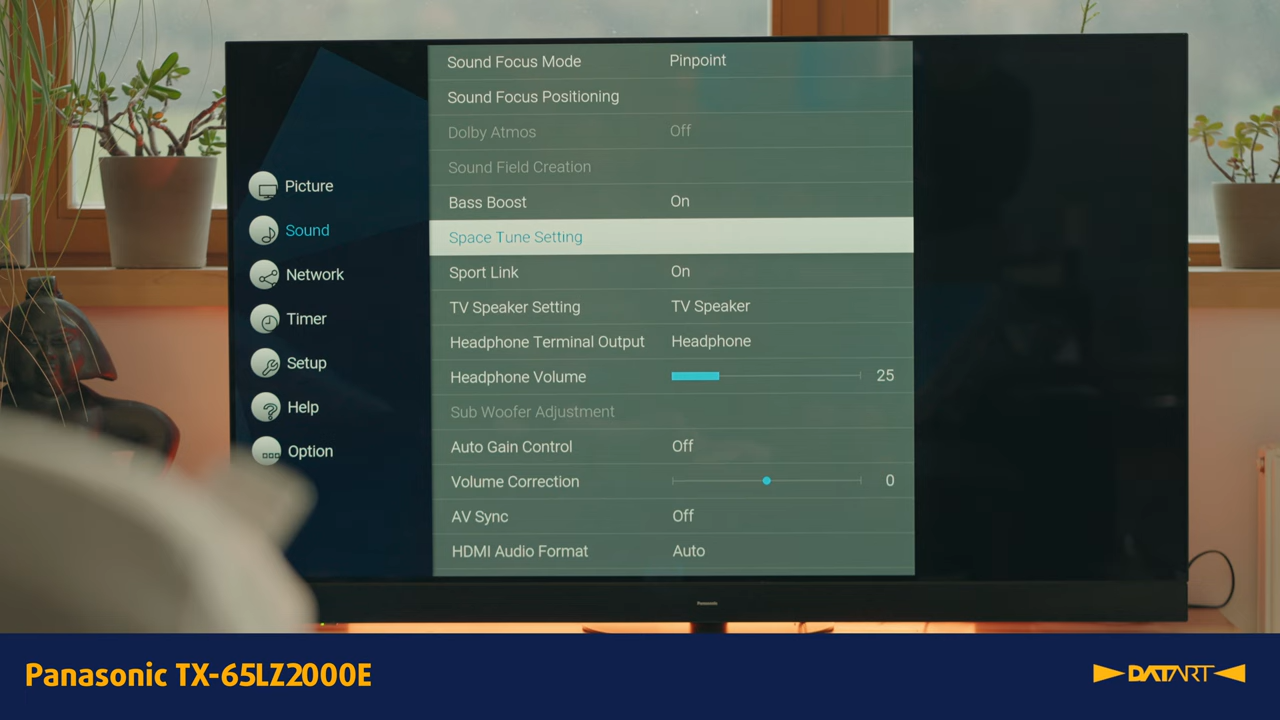 Picture
Sound
Network
Timer
Setup
Help
Option
Sound Focus Mode Pinpoint
Sound Focus Positioning
Dolby Atmos Off
Sound Field Creation
Bass Boost On
Space Tune Setting
Sport Link On
TV Speaker Setting TV Speaker
Headphone Terminal Output Headphone
Headphone Volume 25
Sub Woofer Adjustment
Auto Gain Control Off
Volume Correction 0
AV Sync Off
HDMI Audio Format Auto
Panasonic
Panasonic TX-65LZ2000E
DATART